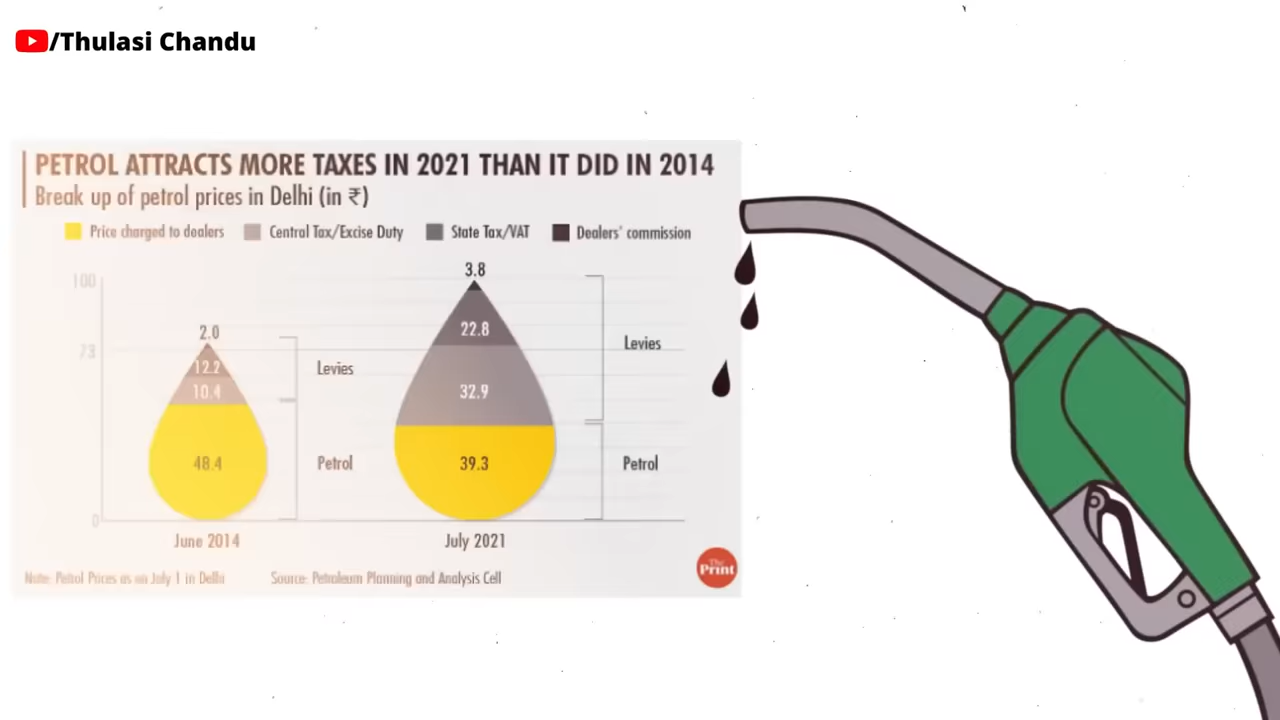 /Thulasi Chandu
PETROL ATTRACTS MORE TAXES IN 2021 THAN IT DID IN 2014
Break up of petrol prices in Delhi (in ₹)
Price charged to dealers Central Tax/Excise Duty State Tax/VAT Dealers' commission
100
73
0
2.0
12.2
10.4
48.4
Levies
Petrol
June 2014
3.8
22.8
32.9
39.3
Levies
Petrol
July 2021
Note: Petrol Prices as on July 1 in Delhi
Source: Petroleum Planning and Analysis Cell
The
Print